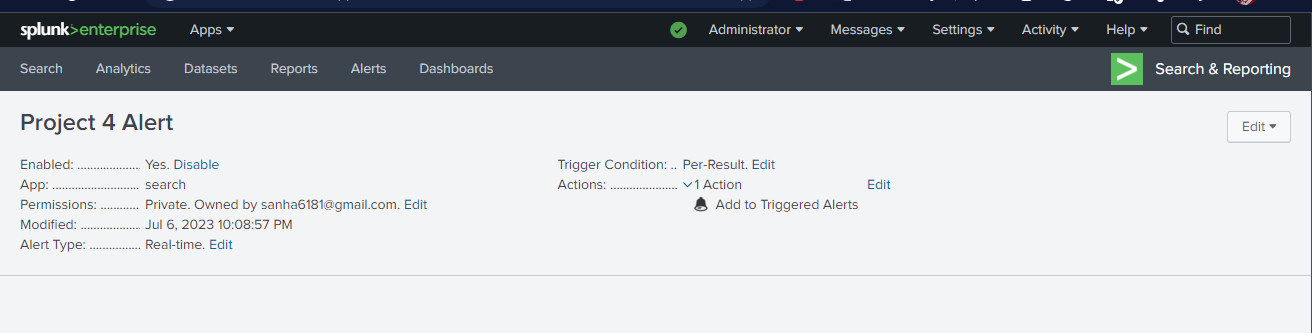 splunk>enterprise Apps Administrator Messages Settings Activity Help Find
Search Analytics Datasets Reports Alerts Dashboards Search & Reporting
Project 4 Alert
Edit
Enabled: .................... Yes. Disable
App: ........................... search
Permissions: ............ Private. Owned by sanha6181@gmail.com. Edit
Modified: ................... Jul 6, 2023 10:08:57 PM
Alert Type: ................ Real-time. Edit
Trigger Condition: .. Per-Result. Edit
Actions: ..................... 1 Action Edit
Add to Triggered Alerts